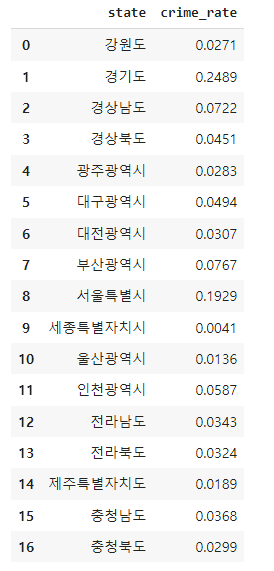 state crime_rate
0 강원도 0.0271
1 경기도 0.2489
2 경상남도 0.0722
3 경상북도 0.0451
4 광주광역시 0.0283
5 대구광역시 0.0494
6 대전광역시 0.0307
7 부산광역시 0.0767
8 서울특별시 0.1929
9 세종특별자치시 0.0041
10 울산광역시 0.0136
11 인천광역시 0.0587
12 전라남도 0.0343
13 전라북도 0.0324
14 제주특별자치도 0.0189
15 충청남도 0.0368
16 충청북도 0.0299